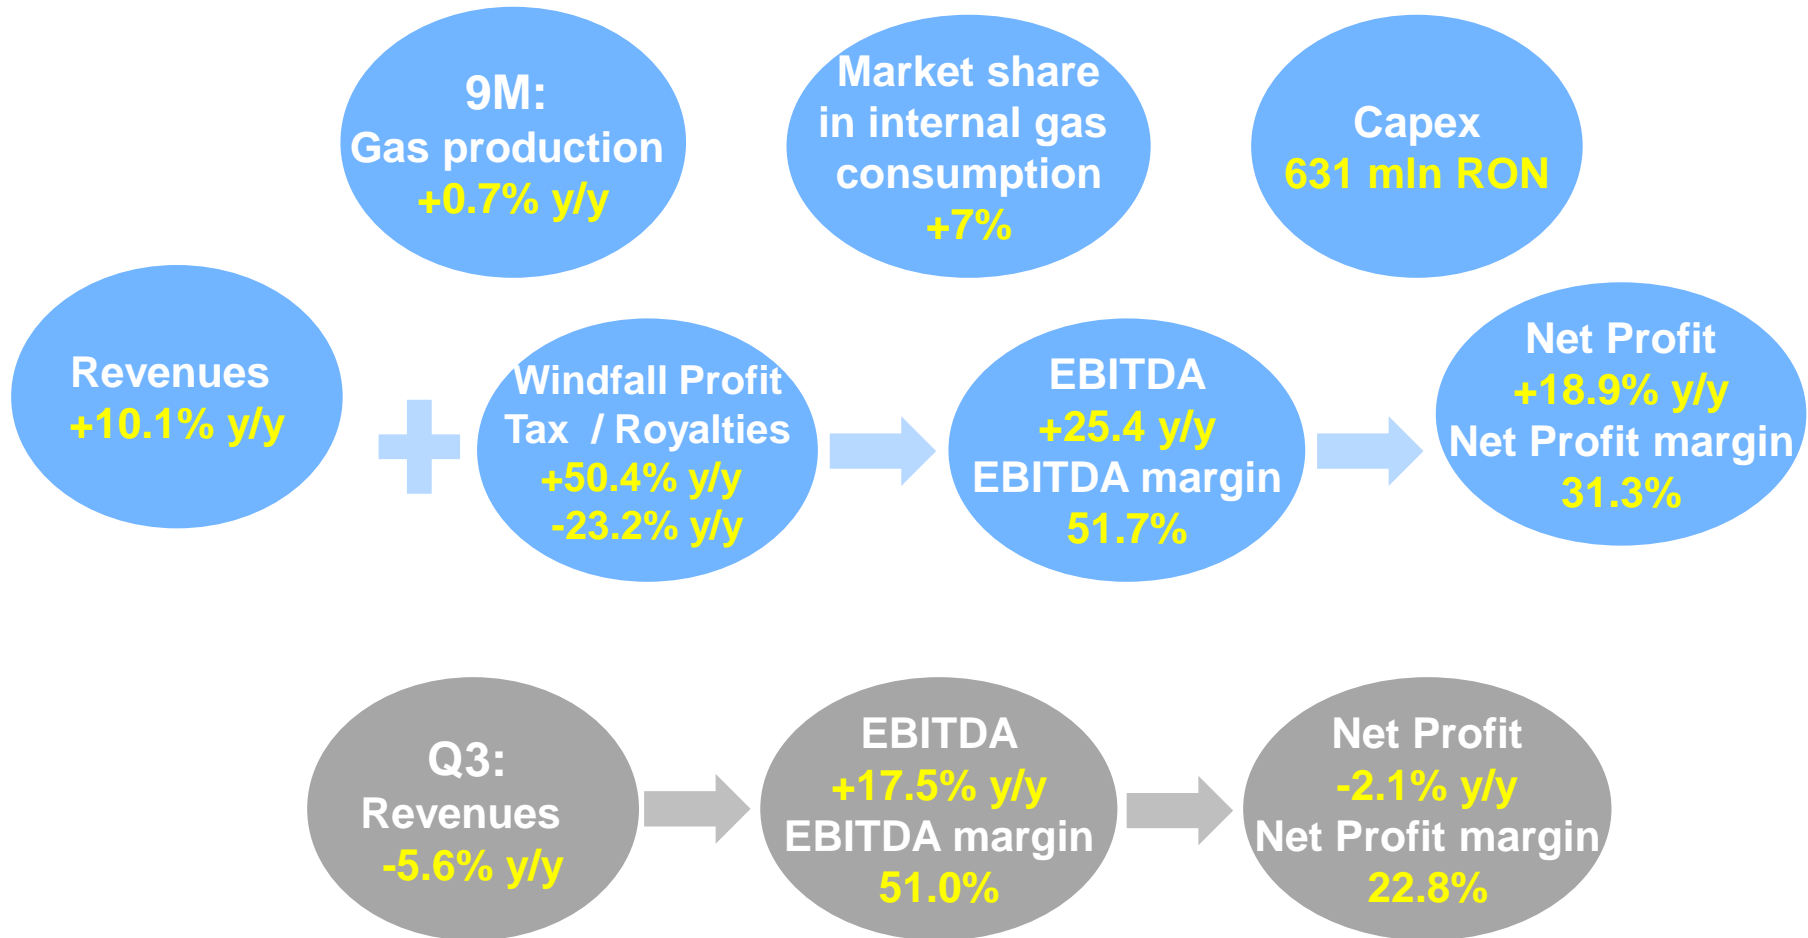 9M:
Gas production
+0.7% y/y
Market share
in internal gas
consumption
+7%
Capex
631 mln RON
Revenues
+10.1% y/y
Windfall Profit
Tax / Royalties
+50.4% y/y
-23.2% y/y
EBITDA
+25.4 y/y
EBITDA margin
51.7%
Net Profit
+18.9% y/y
Net Profit margin
31.3%
Q3:
Revenues
-5.6% y/y
EBITDA
+17.5% y/y
EBITDA margin
51.0%
Net Profit
-2.1% y/y
Net Profit margin
22.8%